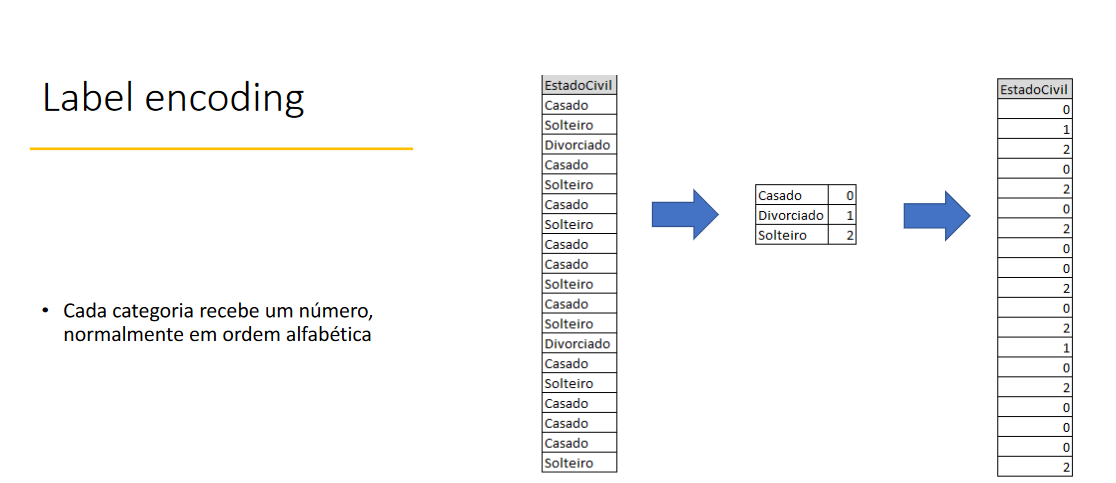 Label encoding
• Cada categoria recebe um número,
normalmente em ordem alfabética
EstadoCivil
Casado
Solteiro
Divorciado
Casado
Solteiro
Casado
Solteiro
Casado
Casado
Solteiro
Casado
Solteiro
Divorciado
Casado
Solteiro
Casado
Casado
Casado
Solteiro
Casado 0
Divorciado 1
Solteiro 2
EstadoCivil
0
1
2
0
2
0
2
0
0
2
0
2
1
0
2
0
0
0
2